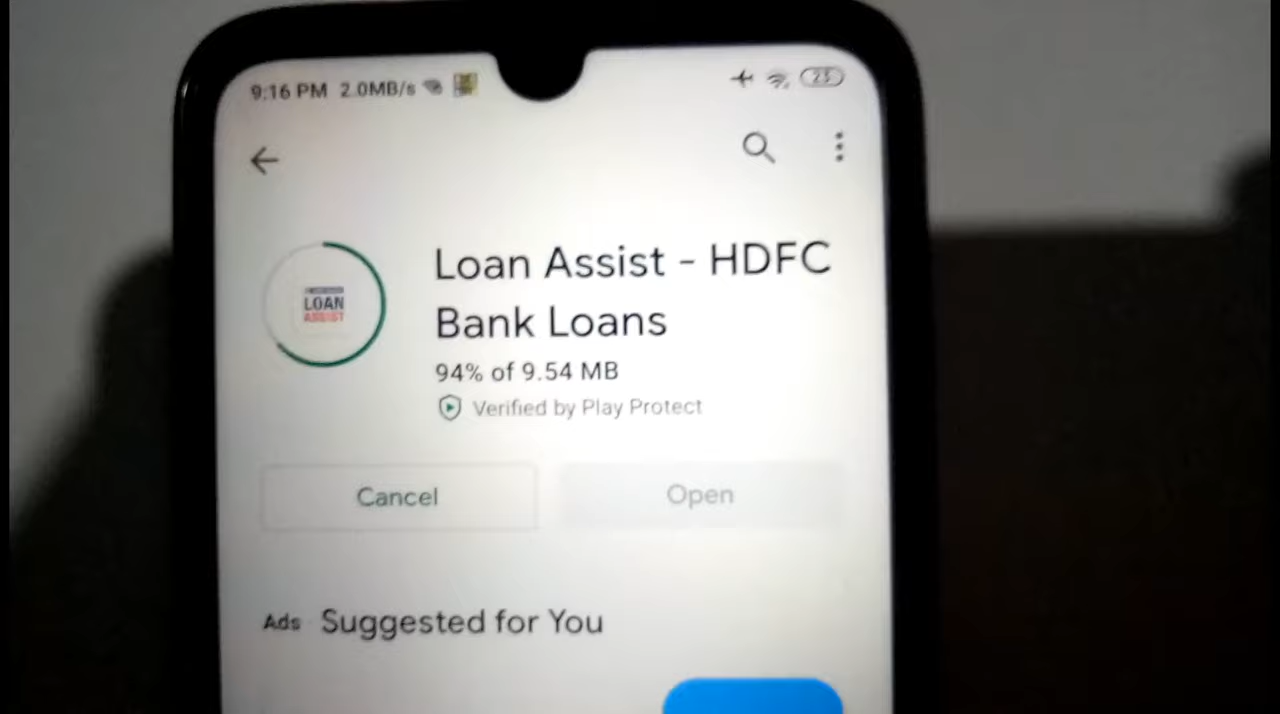 9:16 PM 2.0MB/s 23
LOAN
ASSIST
Loan Assist - HDFC
Bank Loans
94% of 9.54 MB
Verified by Play Protect
Cancel
Open
Ads Suggested for You